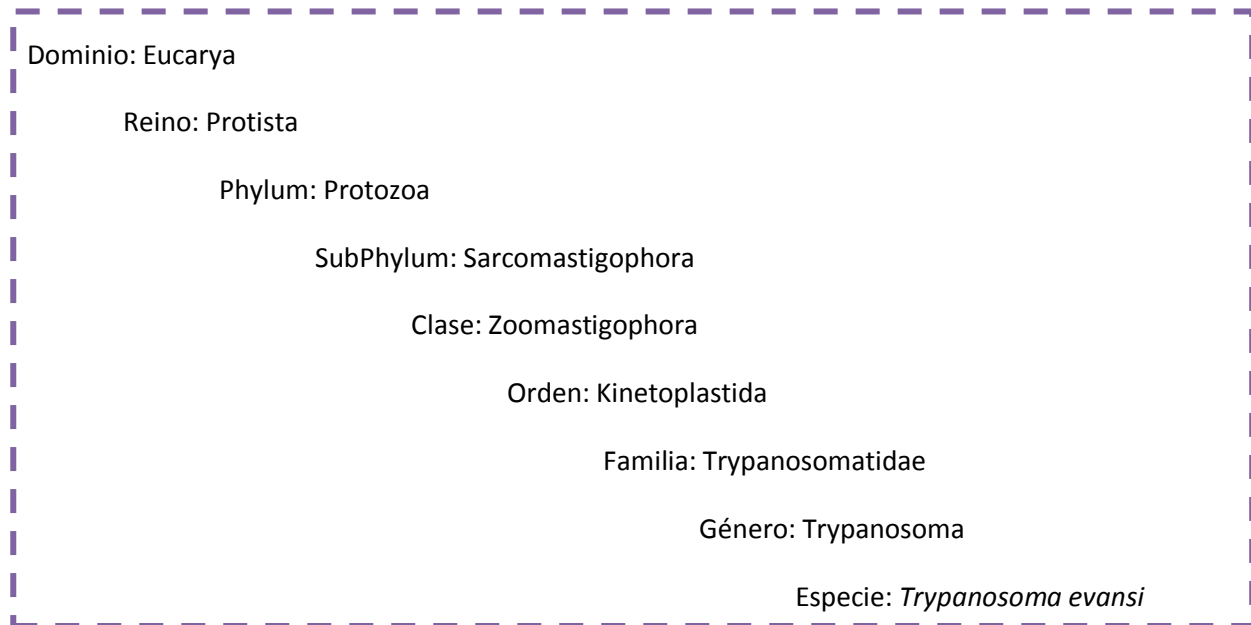 Dominio: Eucarya
Reino: Protista
Phylum: Protozoa
SubPhylum: Sarcomastigophora
Clase: Zoomastigophora
Orden: Kinetoplastida
Familia: Trypanosomatidae
Género: Trypanosoma
Especie: Trypanosoma evansi